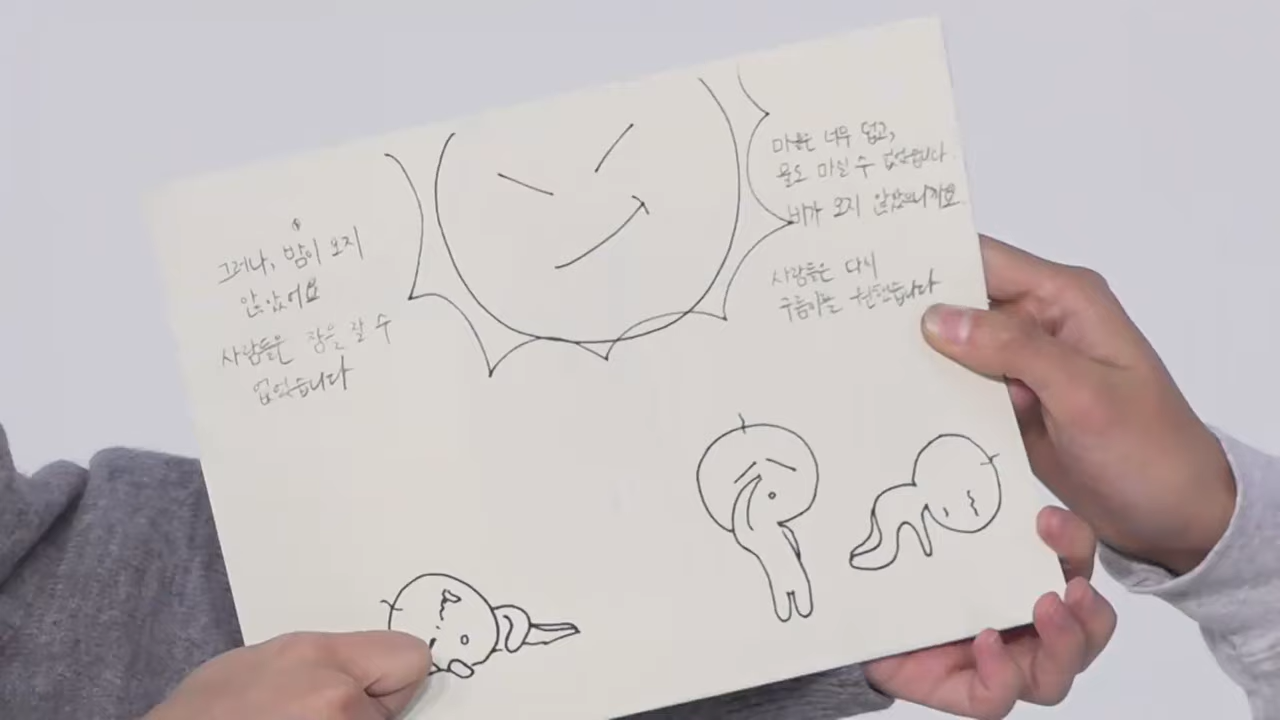 그러나, 밤이 오지
않았어요
사람들은 잠을 잘 수
없었습니다
마을은 너무 덥고,
물도 마실 수 없었습니다.
비가 오지 않았으니까요.
사람들은 다시
구름이를 원했습니다